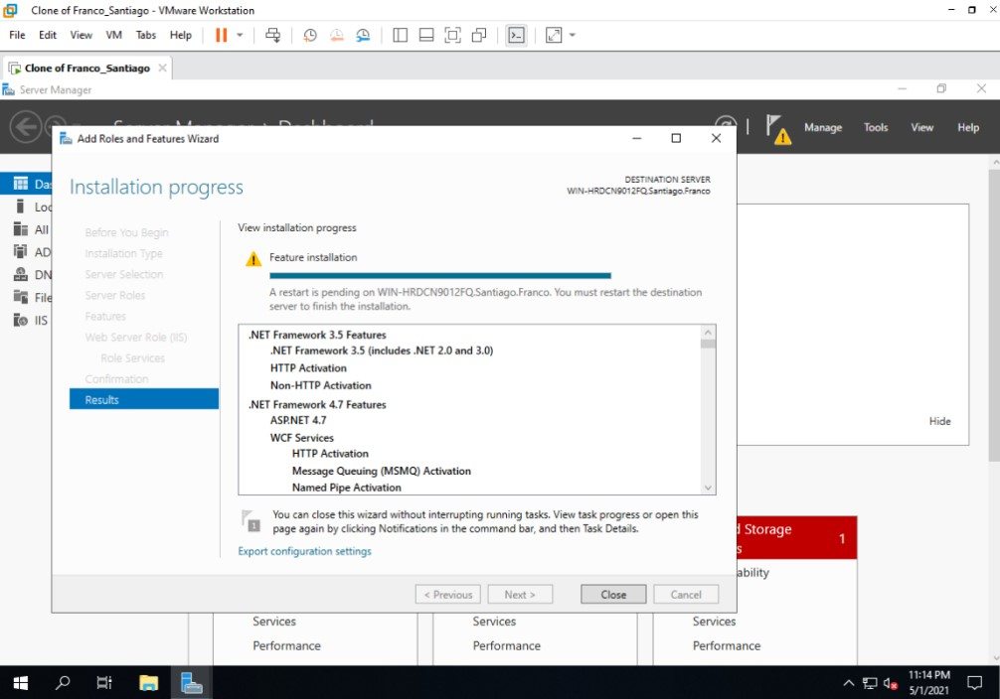 Clone of Franco_Santiago - VMware Workstation
File Edit View VM Tabs Help
Clone of Franco_Santiago
Server Manager
Manage Tools View Help
Add Roles and Features Wizard
Installation progress
DESTINATION SERVER
WIN-HRDCN9012FQ.Santiago.Franco
Before You Begin
Installation Type
Server Selection
Server Roles
Features
Web Server Role (IIS)
Role Services
Confirmation
Results
View installation progress
Feature installation
A restart is pending on WIN-HRDCN9012FQ.Santiago.Franco. You must restart the destination
server to finish the installation.
.NET Framework 3.5 Features
.NET Framework 3.5 (includes .NET 2.0 and 3.0)
HTTP Activation
Non-HTTP Activation
.NET Framework 4.7 Features
ASP.NET 4.7
WCF Services
HTTP Activation
Message Queuing (MSMQ) Activation
Named Pipe Activation
1
You can close this wizard without interrupting running tasks. View task progress or open this
page again by clicking Notifications in the command bar, and then Task Details.
Export configuration settings
< Previous
Next >
Close
Cancel
Das
Loc
All
AD
DN
File
IIS
Hide
d Storage
s
1
ability
Services
Performance
Services
Performance
Services
Performance
11:14 PM
5/1/2021